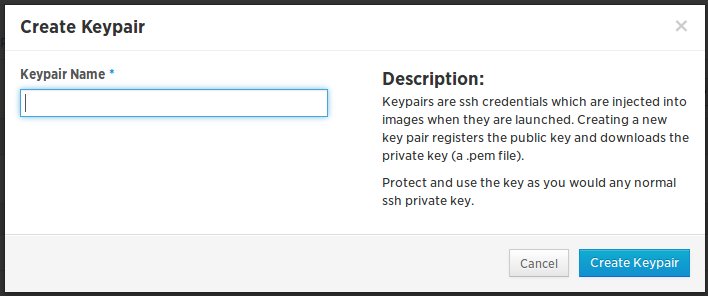 Create Keypair
×
Keypair Name *
Description:
Keypairs are ssh credentials which are injected into
images when they are launched. Creating a new
key pair registers the public key and downloads the
private key (a .pem file).
Protect and use the key as you would any normal
ssh private key.
Cancel
Create Keypair